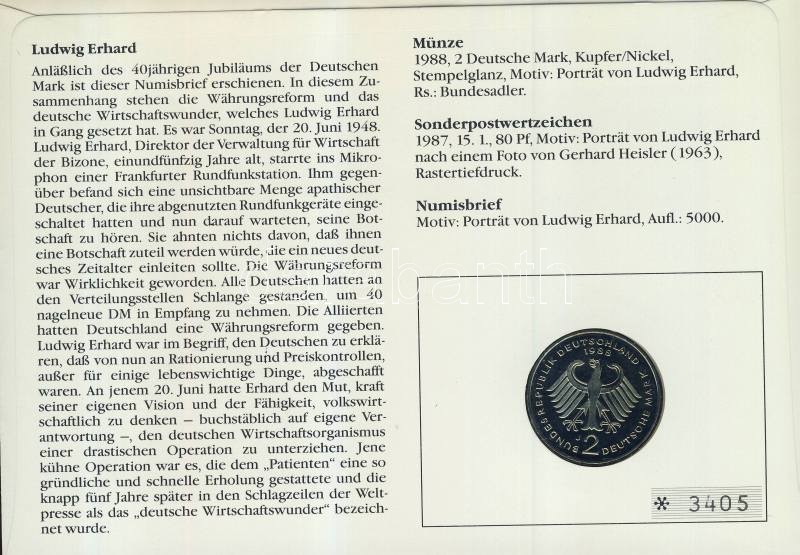 Ludwig Erhard
Anläßlich des 40jährigen Jubiläums der Deutschen
Mark ist dieser Numisbrief erschienen. In diesem Zu-
sammenhang stehen die Währungsreform und das
deutsche Wirtschaftswunder, welches Ludwig Erhard
in Gang gesetzt hat. Es war Sonntag, der 20. Juni 1948.
Ludwig Erhard, Direktor der Verwaltung für Wirtschaft
der Bizone, einundfünfzig Jahre alt, starrte ins Mikro-
phon einer Frankfurter Rundfunkstation. Ihm gegen-
über befand sich eine unsichtbare Menge apathischer
Deutscher, die ihre abgenutzten Rundfunkgeräte einge-
schaltet hatten und nun darauf warteten, seine Bot-
schaft zu hören. Sie ahnten nichts davon, daß ihnen
eine Botschaft zuteil werden würde, die ein neues deut-
sches Zeitalter einleiten sollte. Die Währungsreform
war Wirklichkeit geworden. Alle Deutschen hatten an
den Verteilungsstellen Schlange gestanden, um 40
nagelneue DM in Empfang zu nehmen. Die Alliierten
hatten Deutschland eine Währungsreform gegeben.
Ludwig Erhard war im Begriff, den Deutschen zu erklä-
ren, daß von nun an Rationierung und Preiskontrollen,
außer für einige lebenswichtige Dinge, abgeschafft
waren. An jenem 20. Juni hatte Erhard den Mut, kraft
seiner eigenen Vision und der Fähigkeit, volkswirt-
schaftlich zu denken – buchstäblich auf eigene Ver-
antwortung –, den deutschen Wirtschaftsorganismus
einer drastischen Operation zu unterziehen. Jene
kühne Operation war es, die dem „Patienten" eine so
gründliche und schnelle Erholung gestattete und die
knapp fünf Jahre später in den Schlagzeilen der Welt-
presse als das „deutsche Wirtschaftswunder" bezeich-
net wurde.
Münze
1988, 2 Deutsche Mark, Kupfer/Nickel,
Stempelglanz, Motiv: Porträt von Ludwig Erhard,
Rs.: Bundesadler.
Sonderpostwertzeichen
1987, 15. 1., 80 Pf, Motiv: Porträt von Ludwig Erhard
nach einem Foto von Gerhard Heisler (1963),
Rastertiefdruck.
Numisbrief
Motiv: Porträt von Ludwig Erhard, Aufl.: 5000.
BUNDESREPUBLIK DEUTSCHLAND
1988
J
2
DEUTSCHE MARK
* 3405